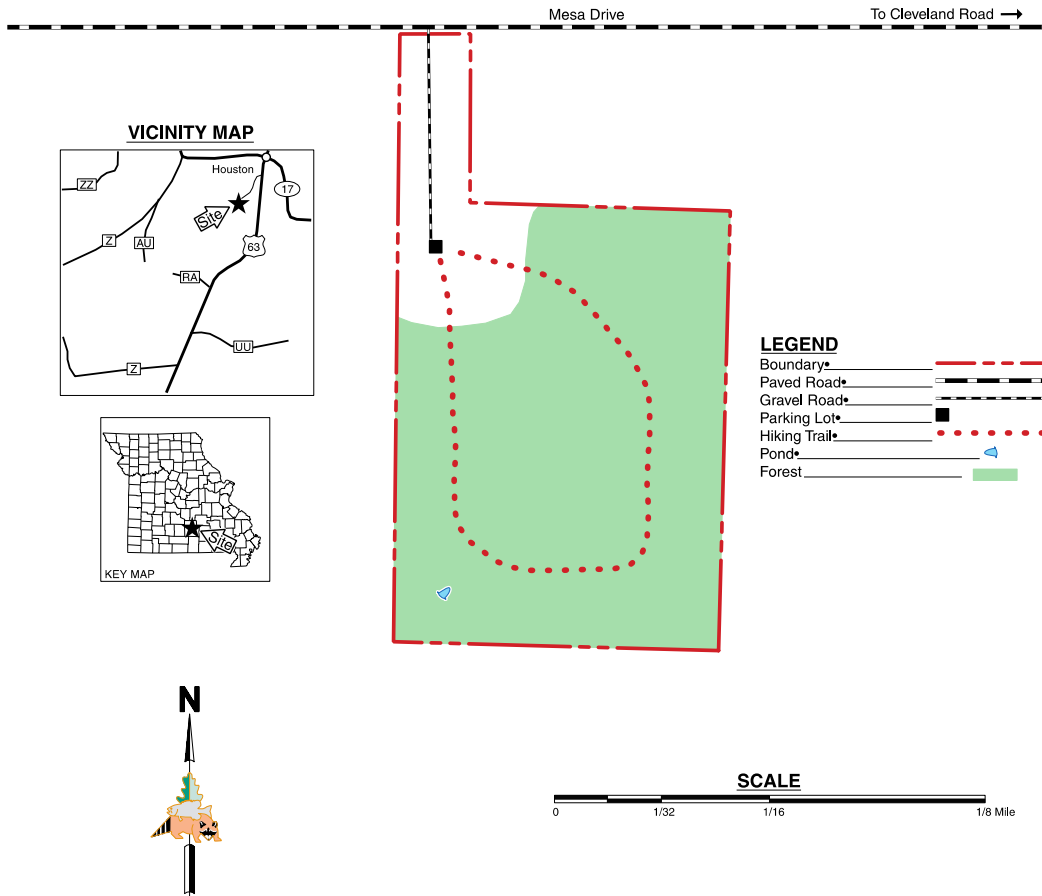 Mesa Drive
To Cleveland Road
VICINITY MAP
Houston
ZZ
17
Site
Z
AU
63
RA
UU
Z
LEGEND
Boundary•
Paved Road•
Gravel Road•
Parking Lot•
Hiking Trail•
Pond•
Forest
Site
KEY MAP
N
SCALE
0 1/32 1/16 1/8 Mile